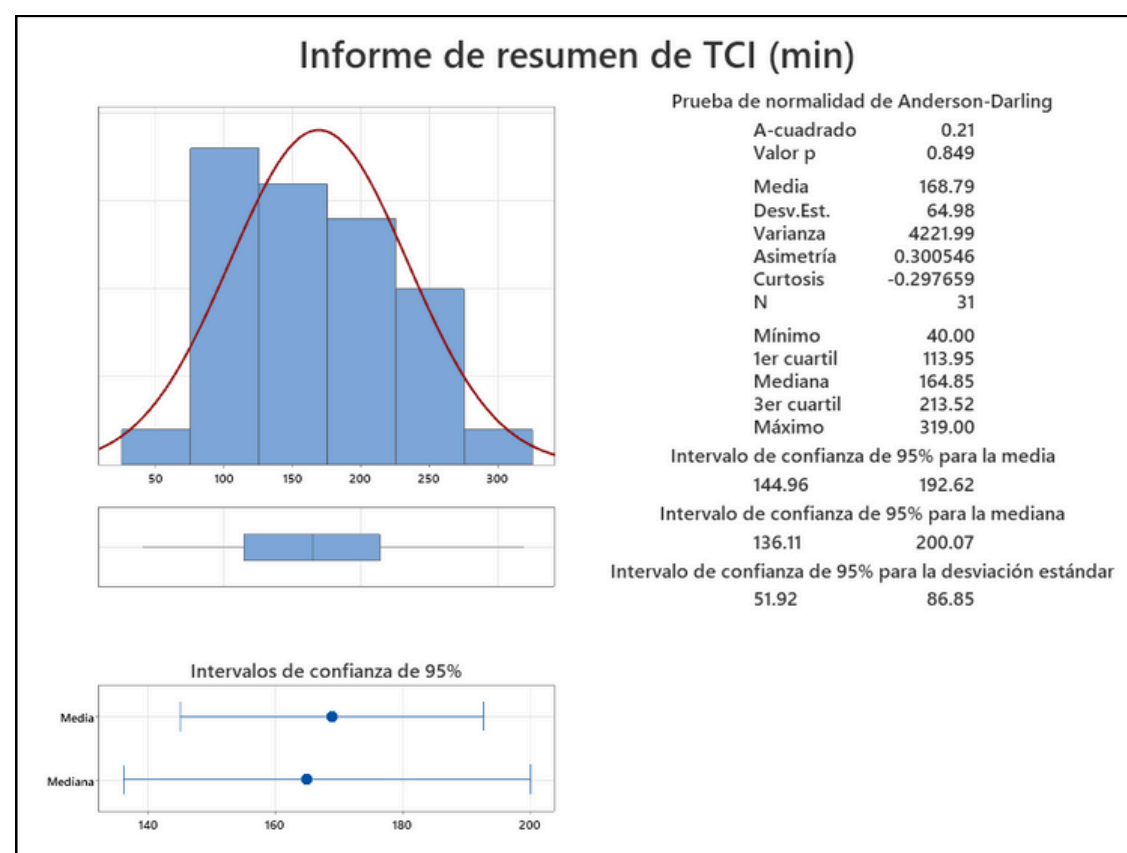 Informe de resumen de TCI (min)
Prueba de normalidad de Anderson-Darling
A-cuadrado 0.21
Valor p 0.849
Media 168.79
Desv.Est. 64.98
Varianza 4221.99
Asimetría 0.300546
Curtosis -0.297659
N 31
Mínimo 40.00
1er cuartil 113.95
Mediana 164.85
3er cuartil 213.52
Máximo 319.00
Intervalo de confianza de 95% para la media
144.96 192.62
Intervalo de confianza de 95% para la mediana
136.11 200.07
Intervalo de confianza de 95% para la desviación estándar
51.92 86.85
50 100 150 200 250 300
Intervalos de confianza de 95%
Media
Mediana
140 160 180 200